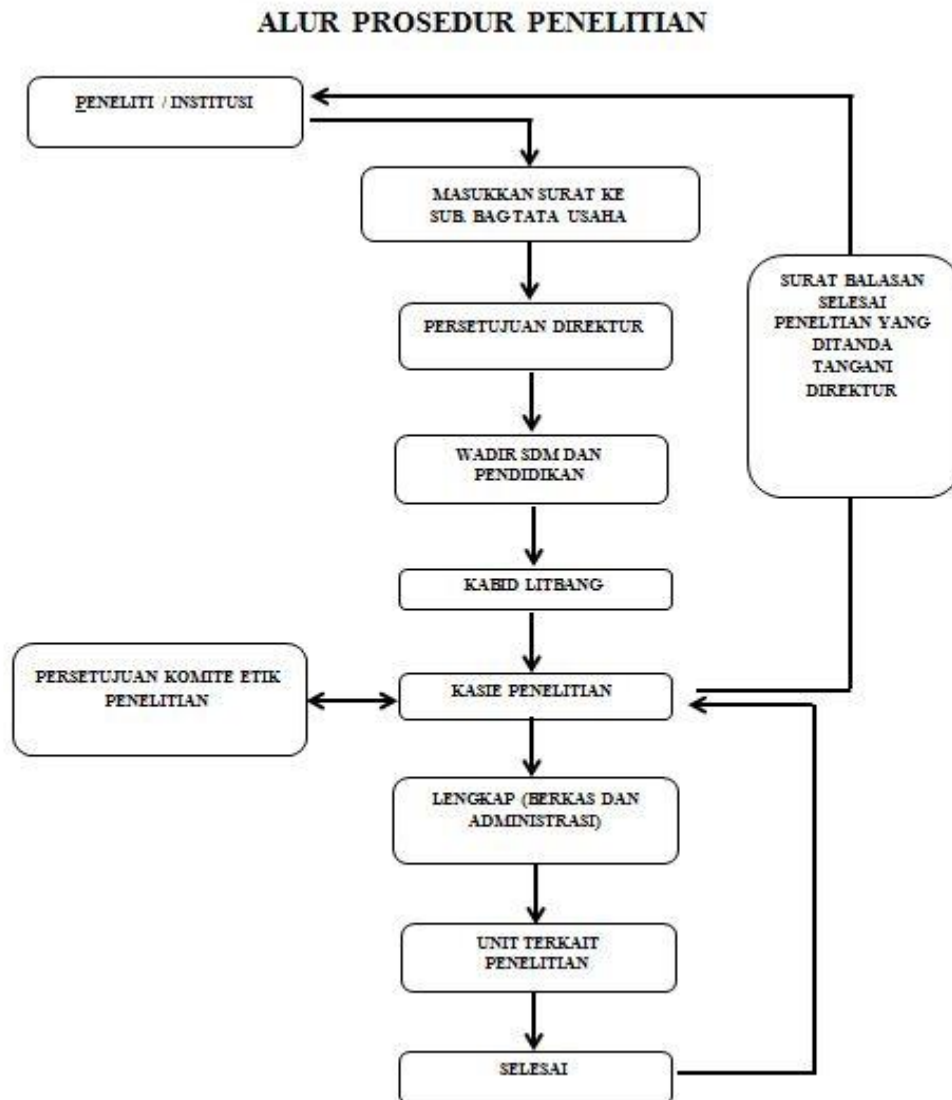 ALUR PROSEDUR PENELITIAN
PENELITI / INSTITUSI
MASUKKAN SURAT KE
SUB. BAGTATA USAHA
PERSETUJUAN DIREKTUR
SURAT BALASAN
SELESAI
PENELTIAN YANG
DITANDA
TANGANI
DIREKTUR
WADIR SDM DAN
PENDIDIKAN
KABID LITBANG
PERSETUJUAN KOMITE ETIK
PENELITIAN
KASIE PENELITIAN
LENGKAP (BERKAS DAN
ADMINISTRASI)
UNIT TERKAIT
PENELITIAN
SELESAI